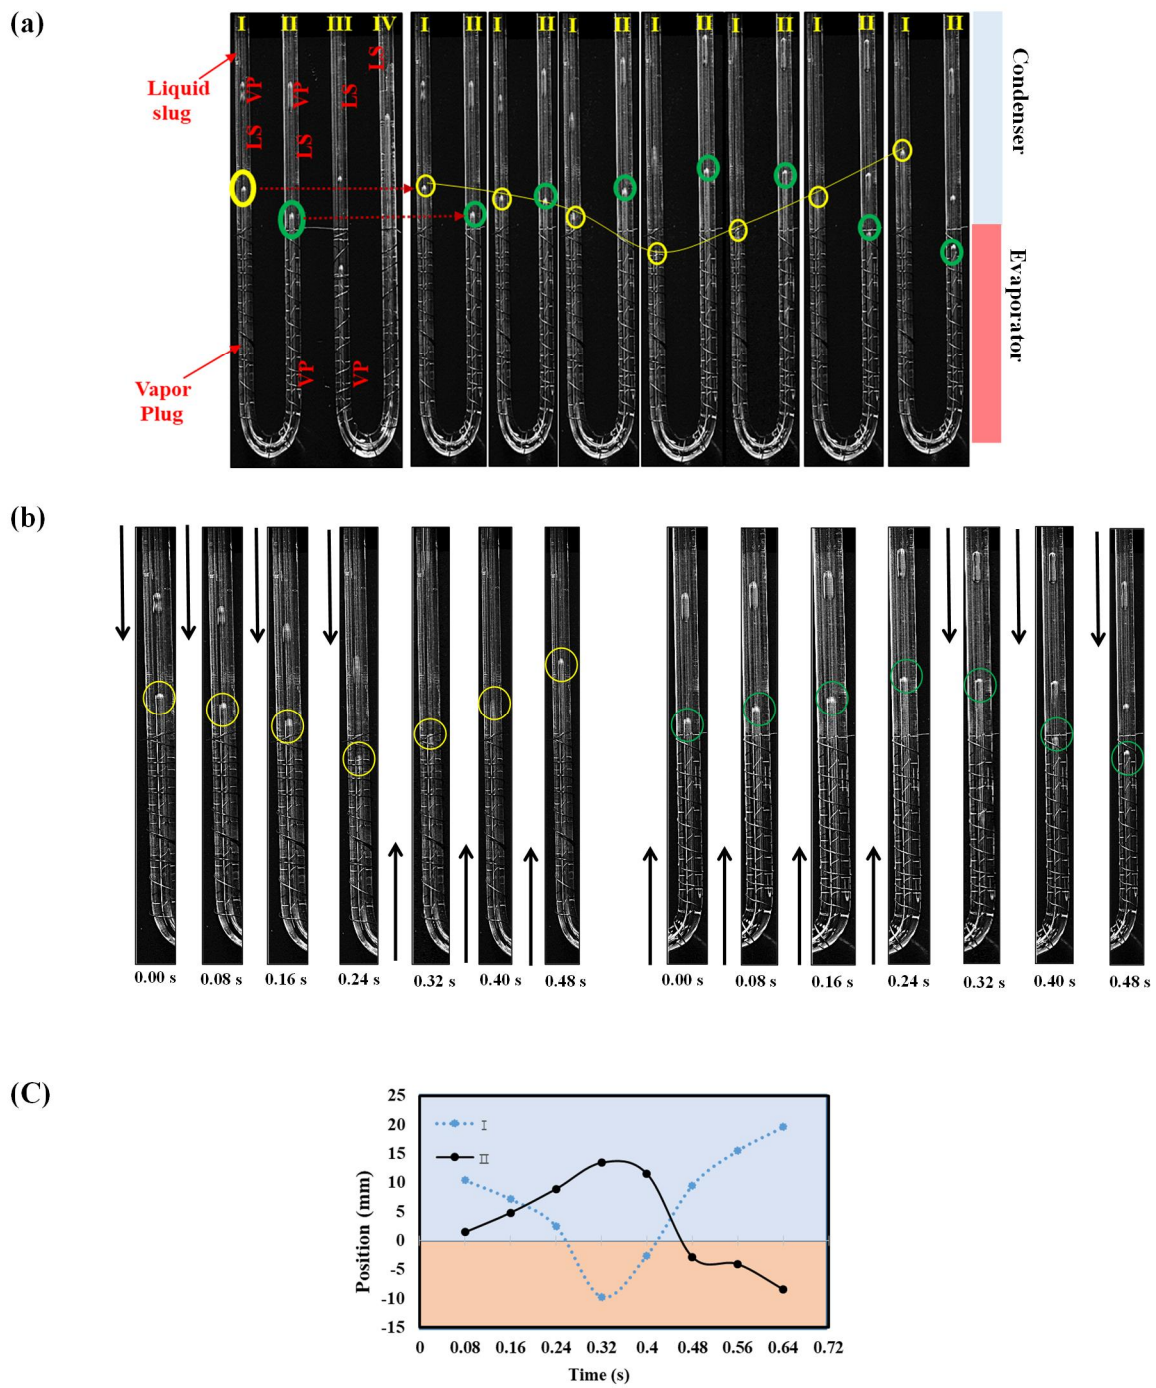 (a)
I II III IV I II I II I II I II I II I II I II
LS
Liquid
slug
VP VP LS
LS LS
Condenser
Evaporator
Vapor
Plug
VP VP
(b)
0.00 s 0.08 s 0.16 s 0.24 s 0.32 s 0.40 s 0.48 s 0.00 s 0.08 s 0.16 s 0.24 s 0.32 s 0.40 s 0.48 s
(C)
25
20
15
10
5
0
-5
-10
-15
I
II
Position (mm)
0 0.08 0.16 0.24 0.32 0.4 0.48 0.56 0.64 0.72
Time (s)